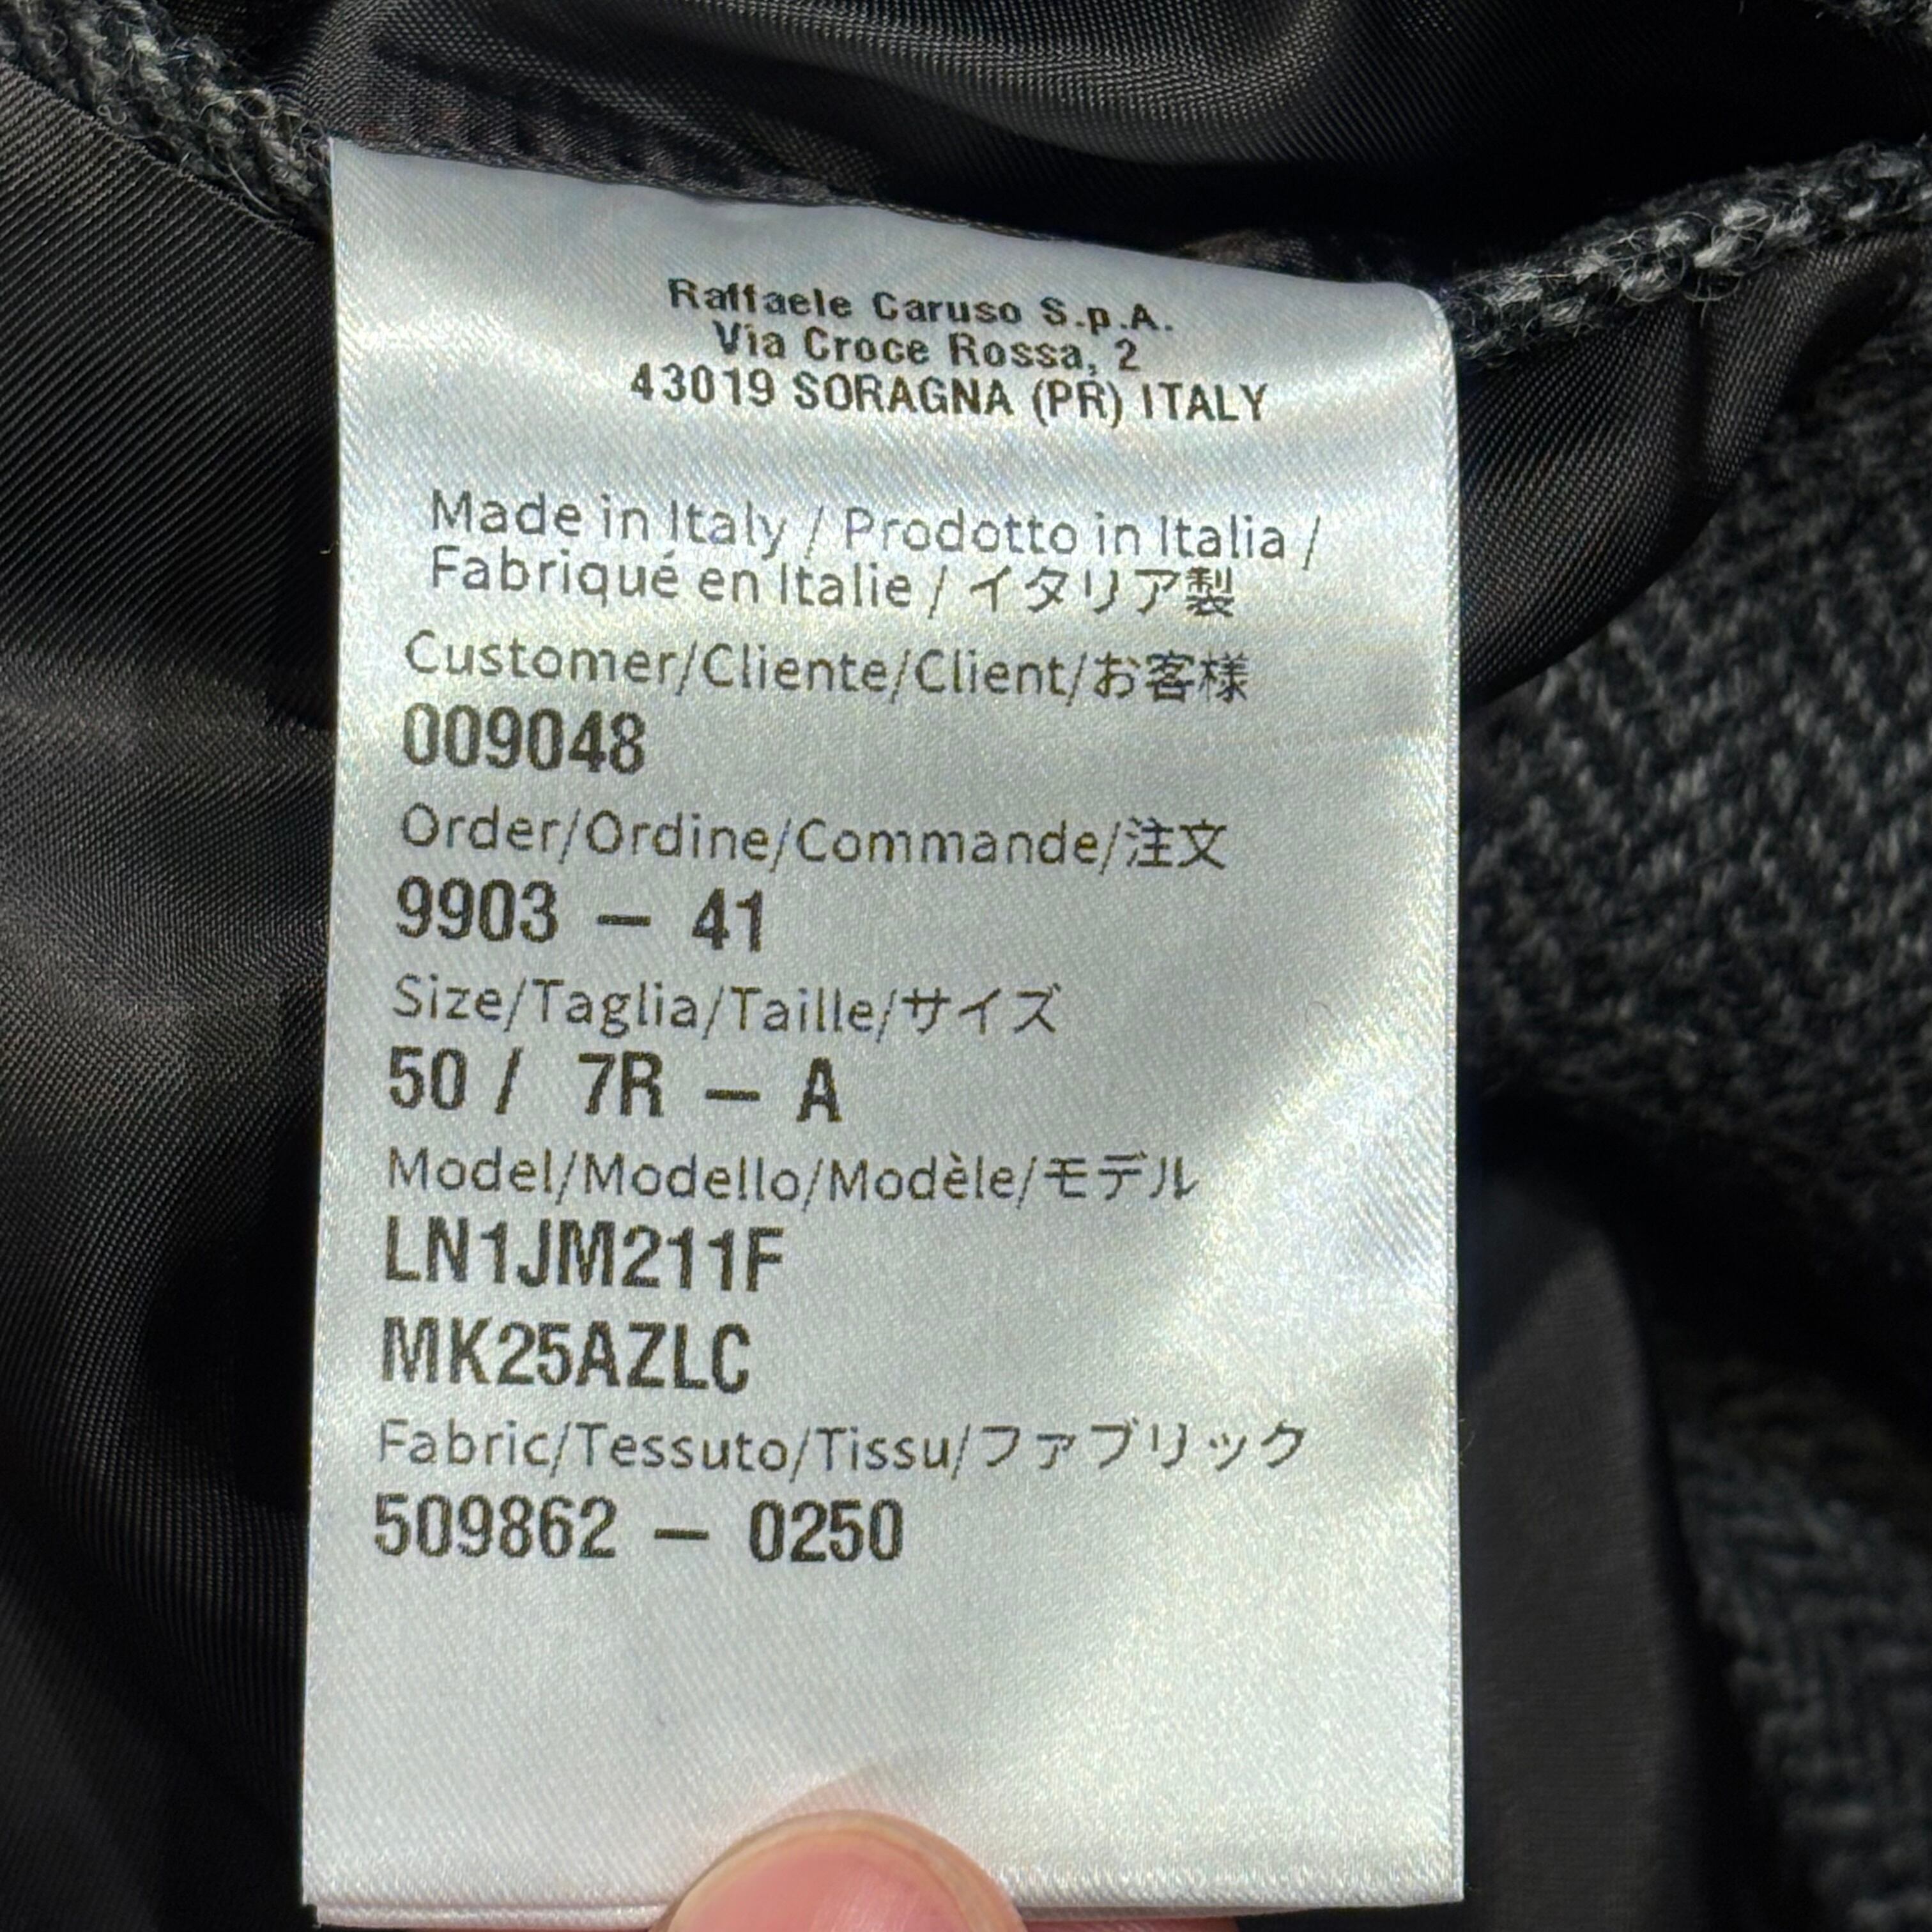 Raffaele Caruso S.p.A.
Via Croce Rossa, 2
43019 SORAGNA (PR) ITALY
Made in Italy / Prodotto in Italia /
Fabriqué en Italie / イタリア製
Customer/Cliente/Client/お客様
009048
Order/Ordine/Commande/注文
9903 – 41
Size/Taglia/Taille/サイズ
50 / 7R – A
Model/Modello/Modèle/モデル
LN1JM211F
MK25AZLC
Fabric/Tessuto/Tissu/ファブリック
509862 – 0250